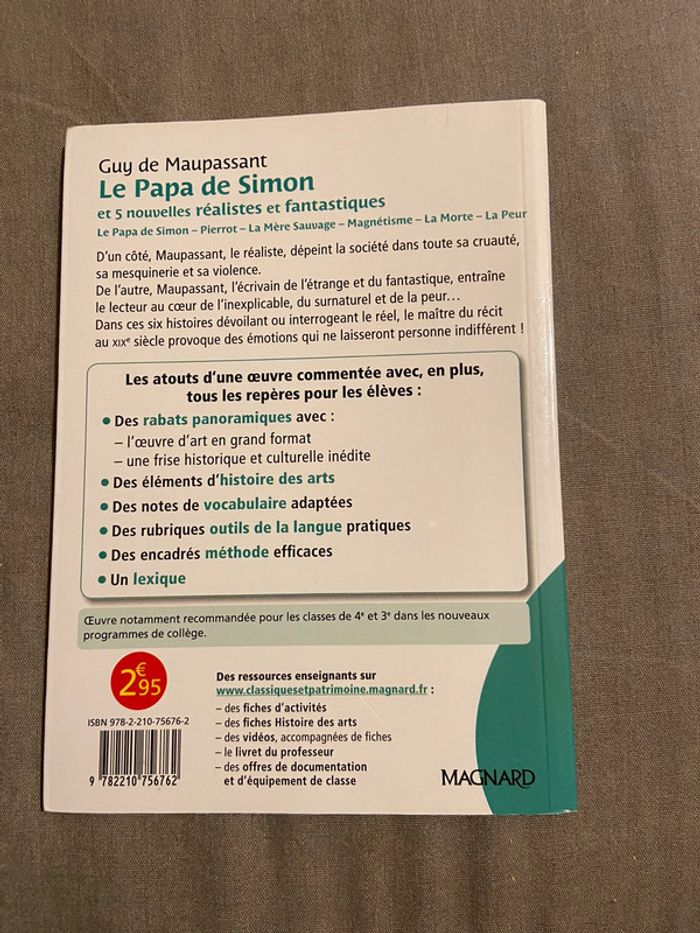 Guy de Maupassant
Le Papa de Simon
et 5 nouvelles réalistes et fantastiques
Le Papa de Simon – Pierrot – La Mère Sauvage – Magnétisme – La Morte – La Peur
D'un côté, Maupassant, le réaliste, dépeint la société dans toute sa cruauté,
sa mesquinerie et sa violence.
De l'autre, Maupassant, l'écrivain de l'étrange et du fantastique, entraîne
le lecteur au cœur de l'inexplicable, du surnaturel et de la peur…
Dans ces six histoires dévoilant ou interrogeant le réel, le maître du récit
au XIXe siècle provoque des émotions qui ne laisseront personne indifférent !
Les atouts d'une œuvre commentée avec, en plus,
tous les repères pour les élèves :
• Des rabats panoramiques avec :
– l'œuvre d'art en grand format
– une frise historique et culturelle inédite
• Des éléments d'histoire des arts
• Des notes de vocabulaire adaptées
• Des rubriques outils de la langue pratiques
• Des encadrés méthode efficaces
• Un lexique
Œuvre notamment recommandée pour les classes de 4e et 3e dans les nouveaux
programmes de collège.
2€95
ISBN 978-2-210-75676-2
9 782210 756762
Des ressources enseignants sur
www.classiquesetpatrimoine.magnard.fr :
– des fiches d'activités
– des fiches Histoire des arts
– des vidéos, accompagnées de fiches
– le livret du professeur
– des offres de documentation
et d'équipement de classe
MAGNARD